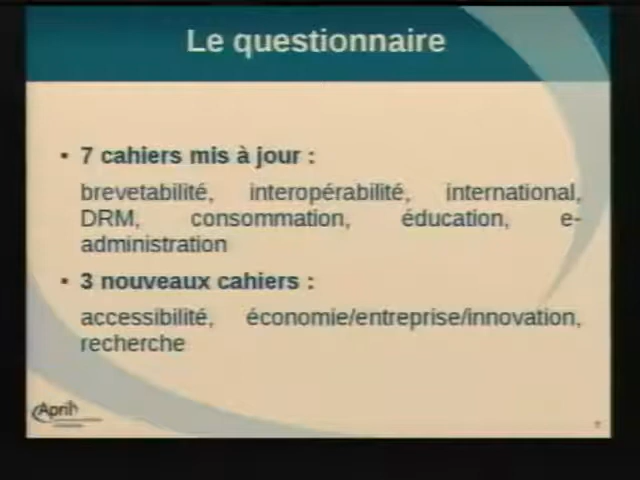 Le questionnaire
• 7 cahiers mis à jour :
brevetabilité, interopérabilité, international,
DRM, consommation, éducation, e-
administration
• 3 nouveaux cahiers :
accessibilité, économie/entreprise/innovation,
recherche
April